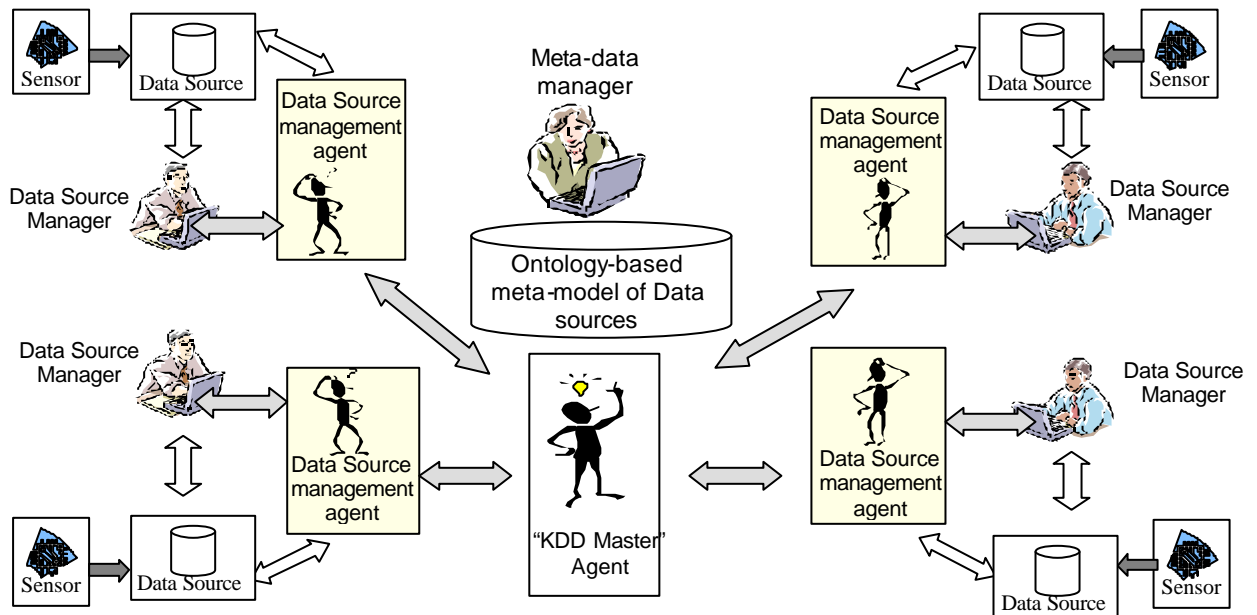 Sensor
Data Source
Data Source
management
agent
Data Source
Manager
Meta-data
manager
Data Source
management
agent
Data Source
Sensor
Data Source
Manager
Ontology-based
meta-model of Data
sources
Data Source
Manager
Data Source
management
agent
Sensor
Data Source
“KDD Master”
Agent
Data Source
management
agent
Data Source
Manager
Data Source
Sensor